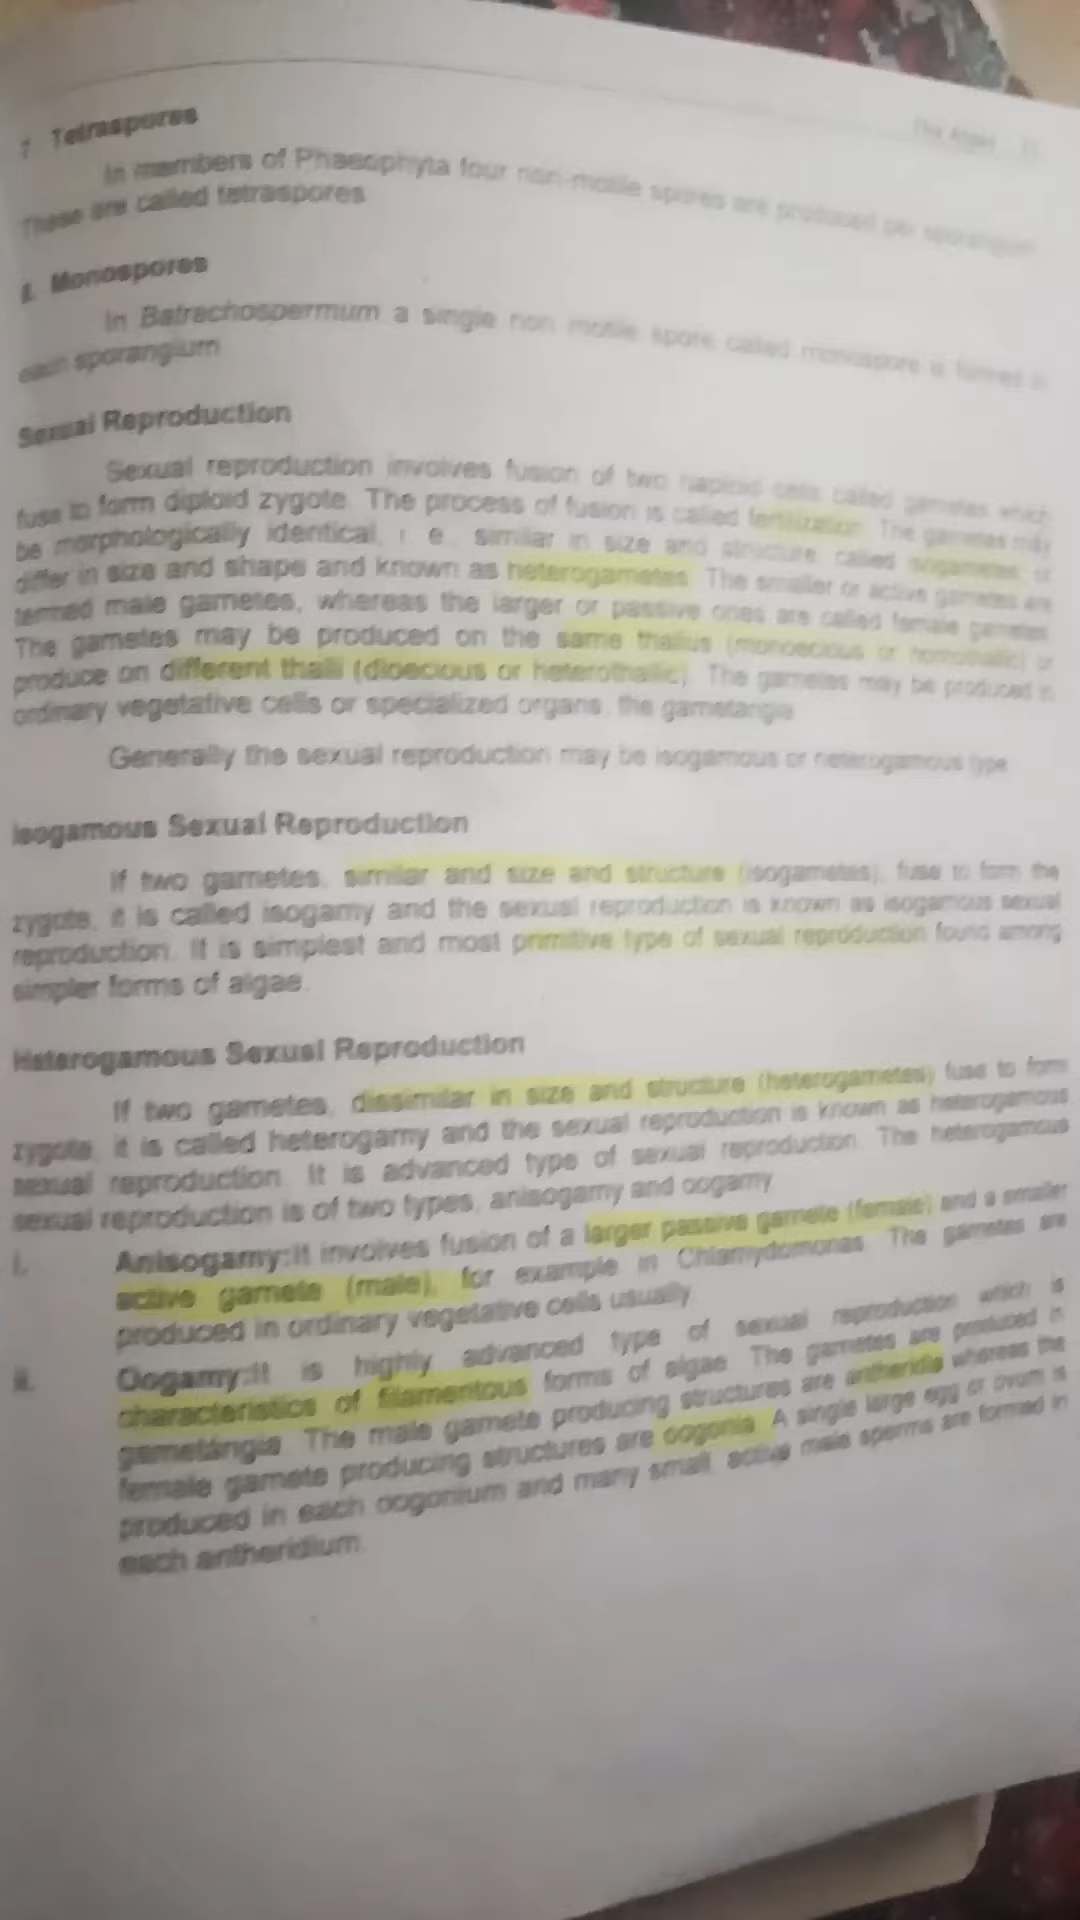 The Algae
7. Tetraspores
In members of Phaeophyta four non-motile spores are produced per sporangium
These are called tetraspores
8. Monospores
In Batrachospermum a single non motile spore called monospore is formed in
each sporangium
Sexual Reproduction
Sexual reproduction involves fusion of two haploid cells called gametes which
fuse to form diploid zygote. The process of fusion is called fertilization. The gametes may
be morphologically identical, i. e., similar in size and structure, called isogametes, or
differ in size and shape and known as heterogametes. The smaller or active gametes are
termed male gametes, whereas the larger or passive ones are called female gametes.
The gametes may be produced on the same thallus (monoecious or homothallic) or
produce on different thalli (dioecious or heterothallic). The gametes may be produced in
ordinary vegetative cells or specialized organs, the gametangia
Generally the sexual reproduction may be isogamous or heterogamous type.
Isogamous Sexual Reproduction
If two gametes, similar and size and structure (isogametes), fuse to form the
zygote, it is called isogamy and the sexual reproduction is known as isogamous sexual
reproduction. It is simplest and most primitive type of sexual reproduction found among
simpler forms of algae.
Heterogamous Sexual Reproduction
If two gametes, dissimilar in size and structure (heterogametes) fuse to form
zygote, it is called heterogamy and the sexual reproduction is known as heterogamous
sexual reproduction. It is advanced type of sexual reproduction. The heterogamous
sexual reproduction is of two types, anisogamy and oogamy.
i. Anisogamy:It involves fusion of a larger passive gamete (female) and a smaller
active gamete (male), for example in Chlamydomonas. The gametes are
produced in ordinary vegetative cells usually.
ii. Oogamy:It is highly advanced type of sexual reproduction which is
characteristics of filamentous forms of algae. The gametes are produced in
gametangia. The male gamete producing structures are antheridia whereas the
female gamete producing structures are oogonia. A single large egg or ovum is
produced in each oogonium and many small, active male sperms are formed in
each antheridium.